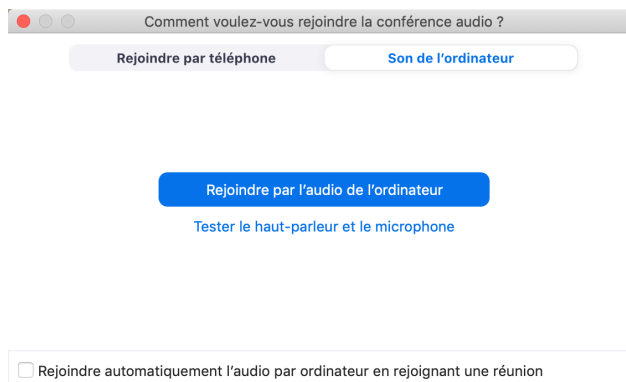 Comment voulez-vous rejoindre la conférence audio ?
Rejoindre par téléphone
Son de l'ordinateur
Rejoindre par l'audio de l'ordinateur
Tester le haut-parleur et le microphone
Rejoindre automatiquement l'audio par ordinateur en rejoignant une réunion